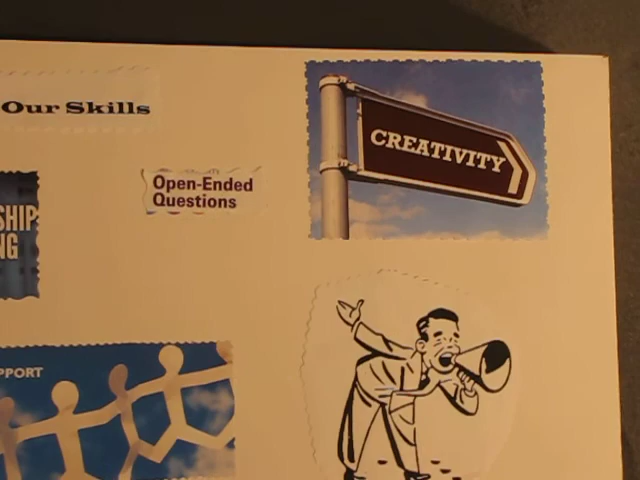 Our Skills
Open-Ended
Questions
CREATIVITY
SHIP
NG
PPORT